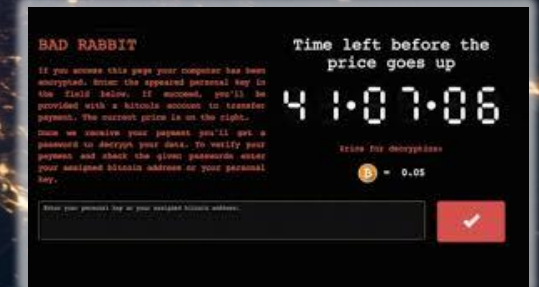 BAD RABBIT
If you access this page your computer has been
encrypted. Enter the appeared personal key in
the field below. If succeed, you'll be
provided with a bitcoin account to transfer
payment. The current price is on the right.
Once we receive your payment you'll get a
password to decrypt your data. To verify your
payment and check the given passwords enter
your assigned bitcoin address or your personal
key.
Time left before the
price goes up
41:07:06
Price for decryption:
= 0.05
Enter your personal key or your assigned bitcoin address.